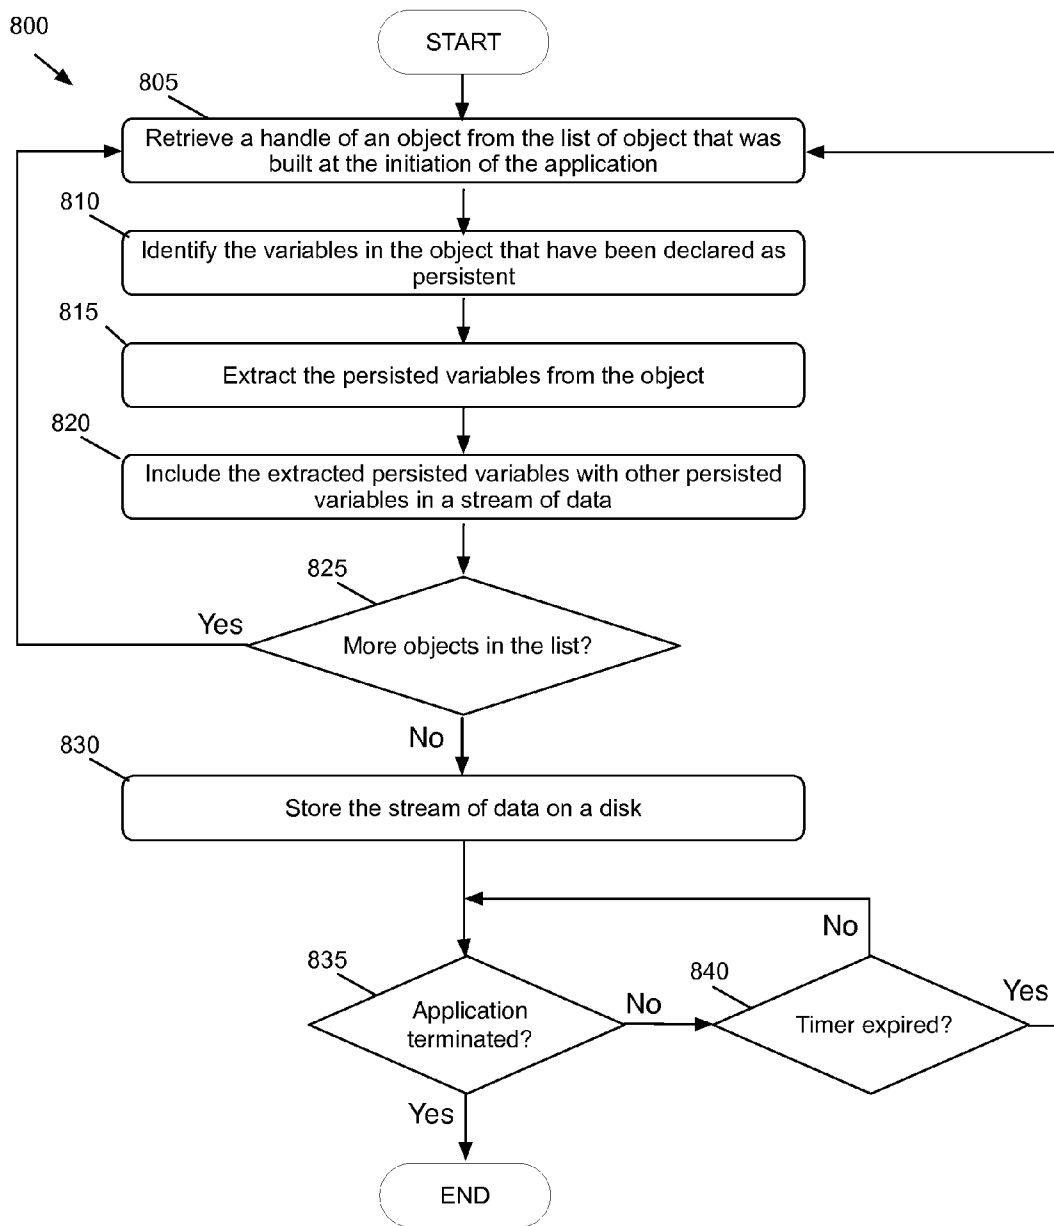 800
START
805
Retrieve a handle of an object from the list of object that was
built at the initiation of the application
810
Identify the variables in the object that have been declared as
persistent
815
Extract the persisted variables from the object
820
Include the extracted persisted variables with other persisted
variables in a stream of data
825
Yes
More objects in the list?
No
830
Store the stream of data on a disk
No
835
840
Application
terminated?
No
Timer expired?
Yes
Yes
END